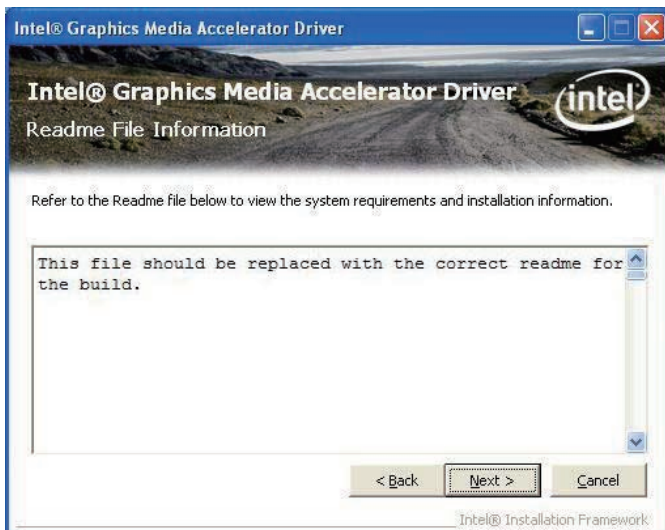 Intel® Graphics Media Accelerator Driver
Intel® Graphics Media Accelerator Driver
intel
Readme File Information
Refer to the Readme file below to view the system requirements and installation information.
This file should be replaced with the correct readme for
the build.
< Back Next > Cancel
Intel® Installation Framework